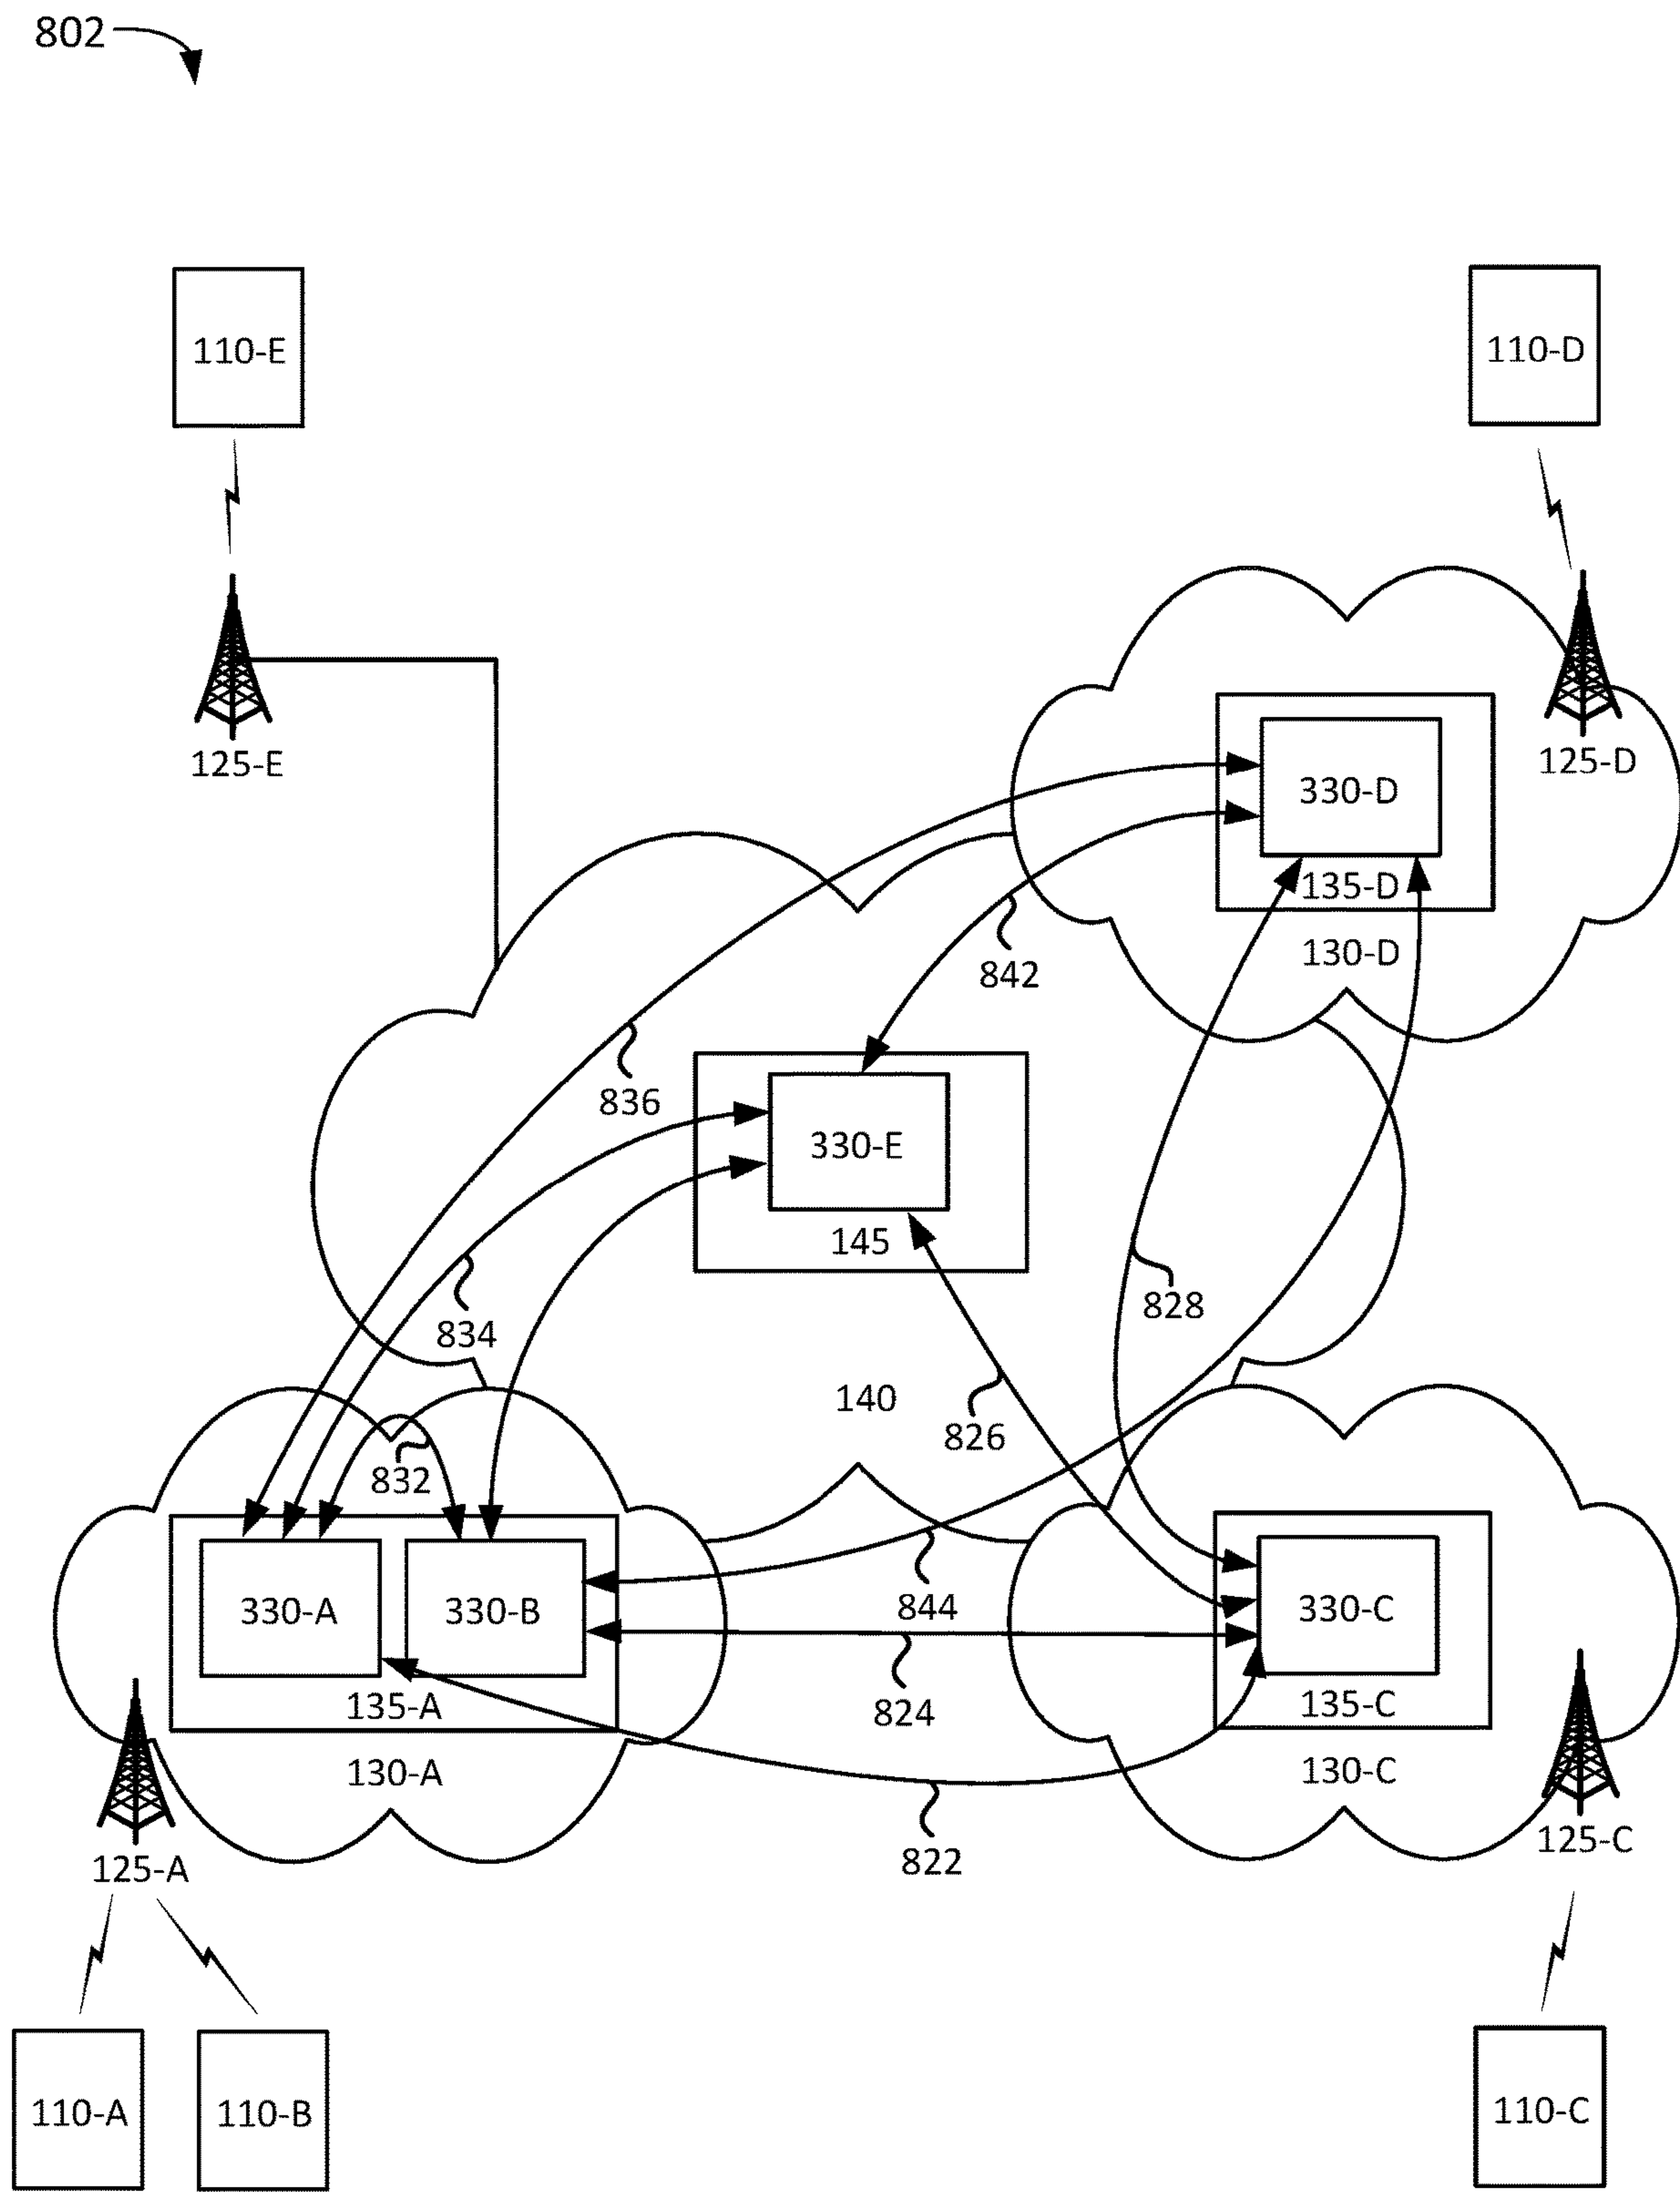 802
110-E
110-D
125-E
125-D
330-D
135-D
130-D
842
836
330-E
145
834
828
140
826
832
330-A
330-B
844
330-C
824
135-A
135-C
130-A
130-C
822
125-A
125-C
110-A
110-B
110-C